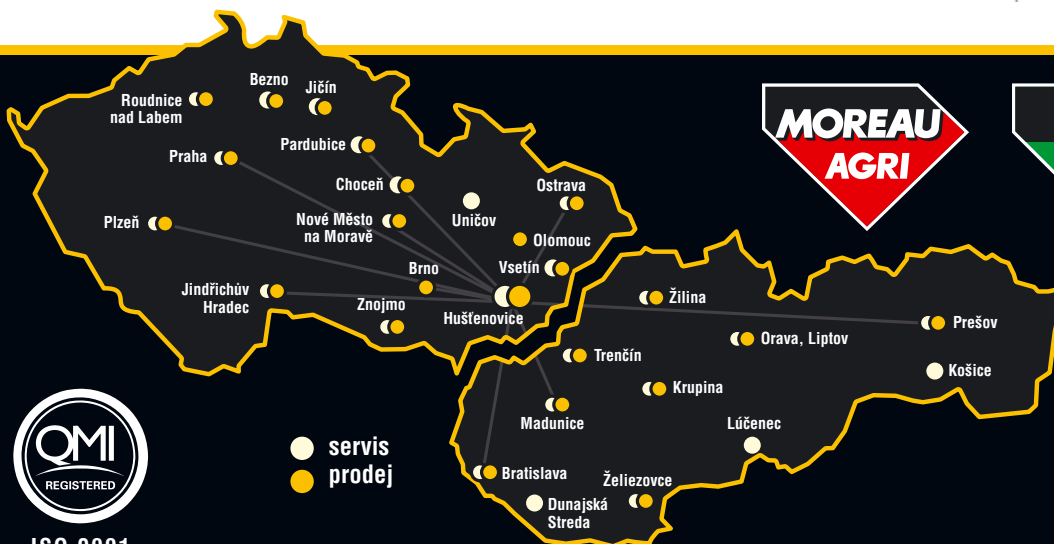 Bezno
Jičín
Roudnice
nad Labem
MOREAU
AGRI
Pardubice
Praha
Choceň
Ostrava
Nové Město
na Moravě
Uničov
Plzeň
Olomouc
Brno
Vsetín
Jindřichův
Hradec
Žilina
Znojmo
Hušťenovice
Prešov
Orava, Liptov
Trenčín
Košice
Krupina
Madunice
Lúčenec
QMI
REGISTERED
servis
prodej
Bratislava
Želiezovce
Dunajská
Streda
ISO 9001